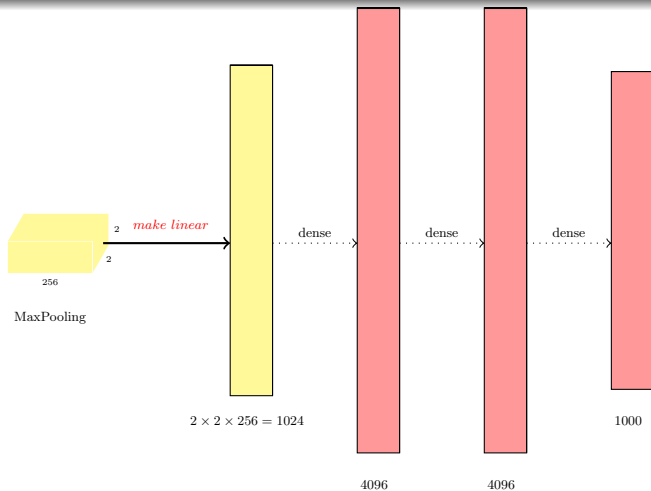 2
make linear
dense
dense
dense
2
256
MaxPooling
2 × 2 × 256 = 1024
1000
4096
4096